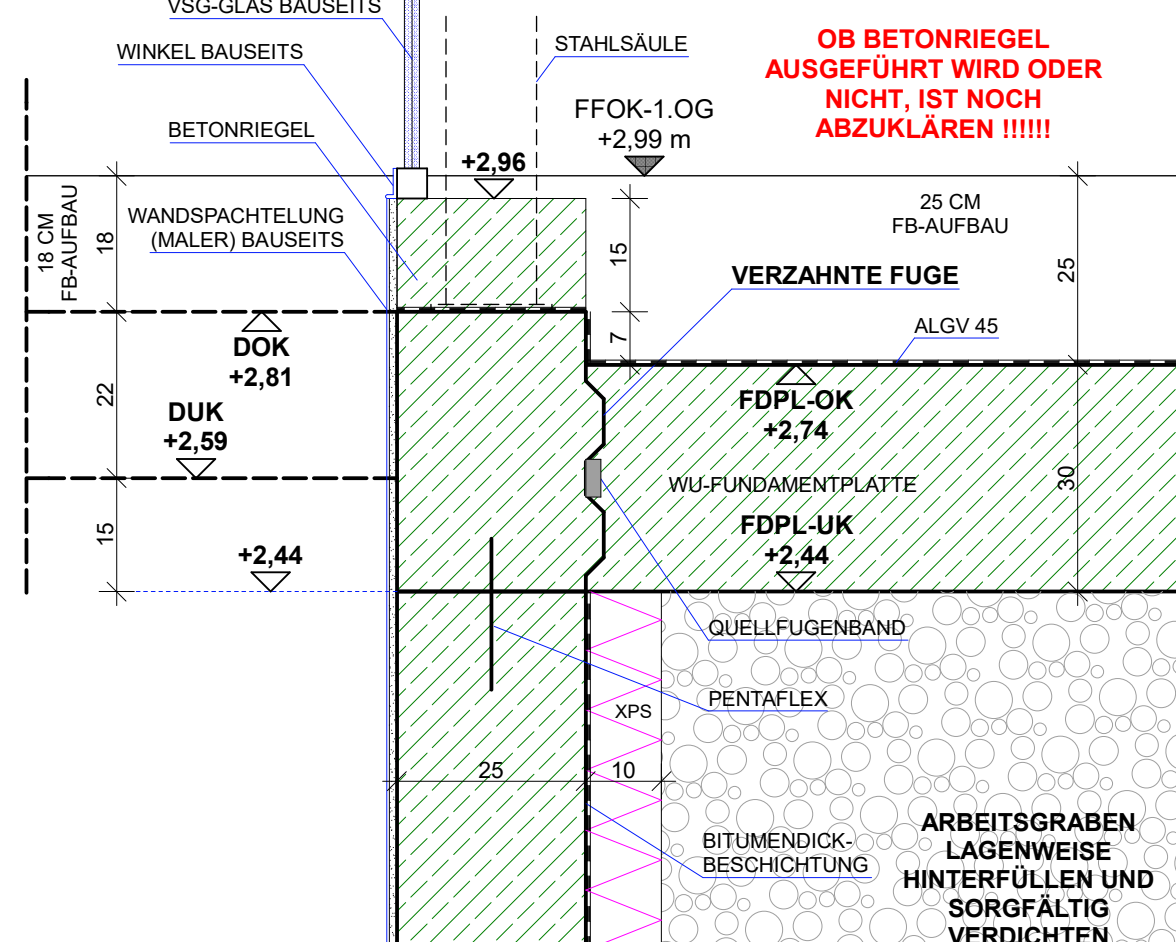 VSG-GLAS BAUSEITS
WINKEL BAUSEITS
STAHLSÄULE
OB BETONRIEGEL
AUSGEFÜHRT WIRD ODER
NICHT, IST NOCH
ABZUKLÄREN !!!!!!
FFOK-1.OG
+2,99 m
BETONRIEGEL
+2,96
18 CM
FB-AUFBAU
18
WANDSPACHTELUNG
(MALER) BAUSEITS
15
25 CM
FB-AUFBAU
25
VERZAHNTE FUGE
7
ALGV 45
DOK
+2,81
22
DUK
+2,59
FDPL-OK
+2,74
WU-FUNDAMENTPLATTE
30
15
+2,44
FDPL-UK
+2,44
QUELLFUGENBAND
PENTAFLEX
XPS
25
10
BITUMENDICK-
BESCHICHTUNG
ARBEITSGRABEN
LAGENWEISE
HINTERFÜLLEN UND
SORGFÄLTIG
VERDICHTEN